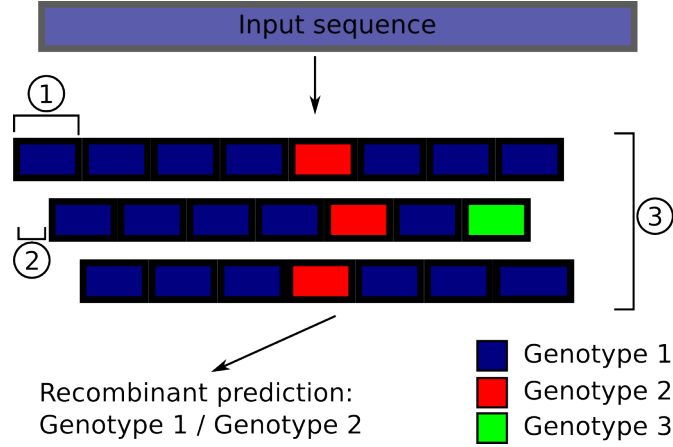 Input sequence
1
2
3
Genotype 1
Genotype 2
Genotype 3
Recombinant prediction:
Genotype 1 / Genotype 2